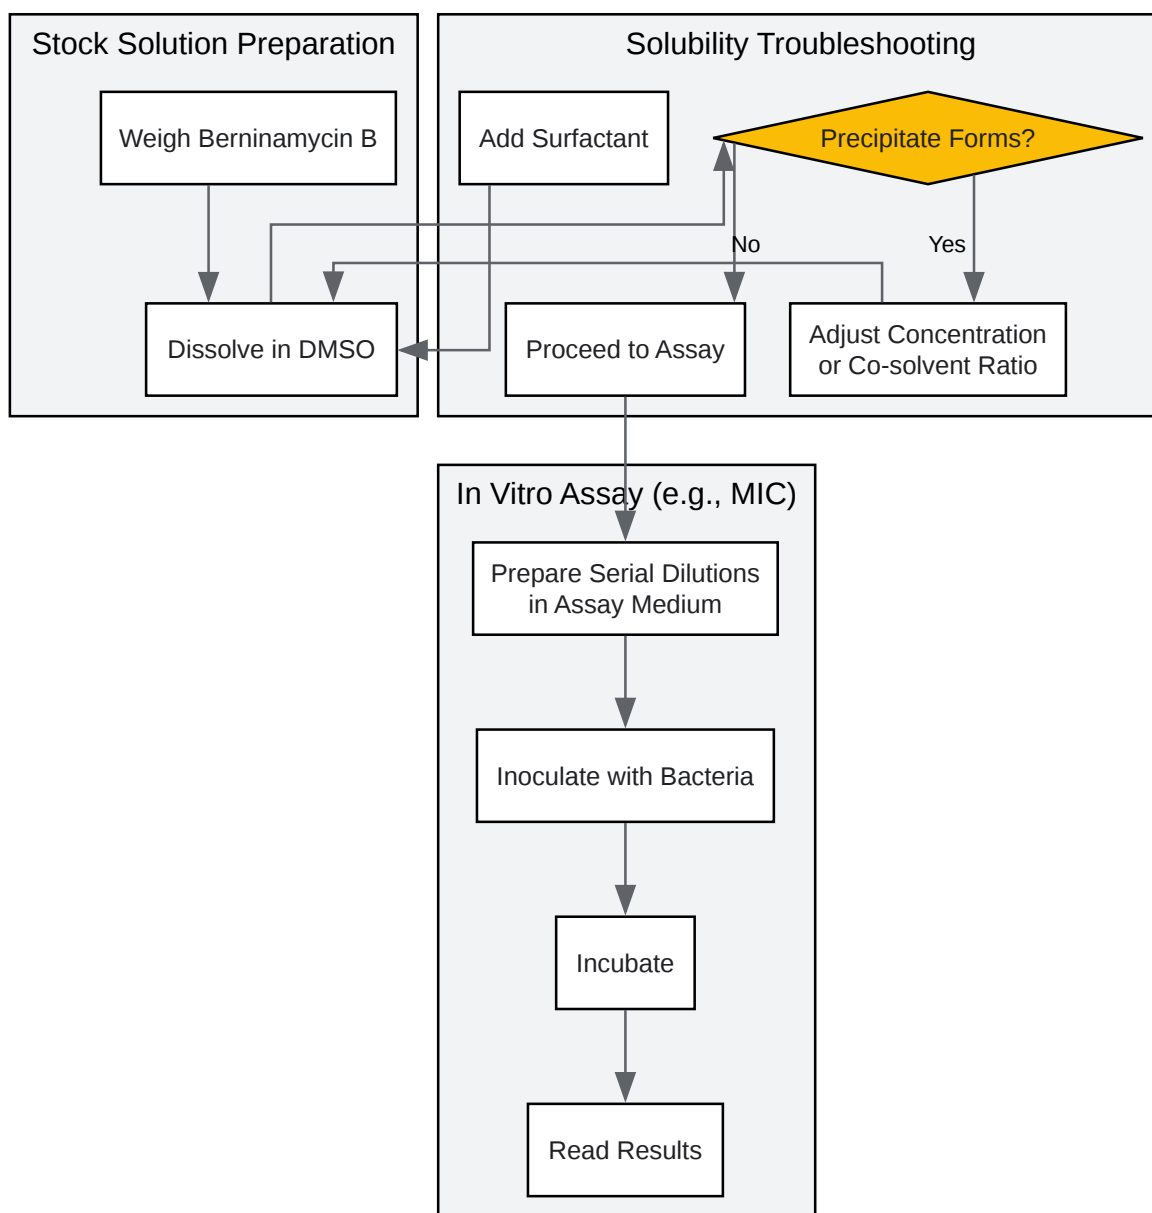 Stock Solution Preparation
Weigh Berninamycin B
Dissolve in DMSO
Solubility Troubleshooting
Add Surfactant
Precipitate Forms?
No
Yes
Proceed to Assay
Adjust Concentration
or Co-solvent Ratio
In Vitro Assay (e.g., MIC)
Prepare Serial Dilutions
in Assay Medium
Inoculate with Bacteria
Incubate
Read Results